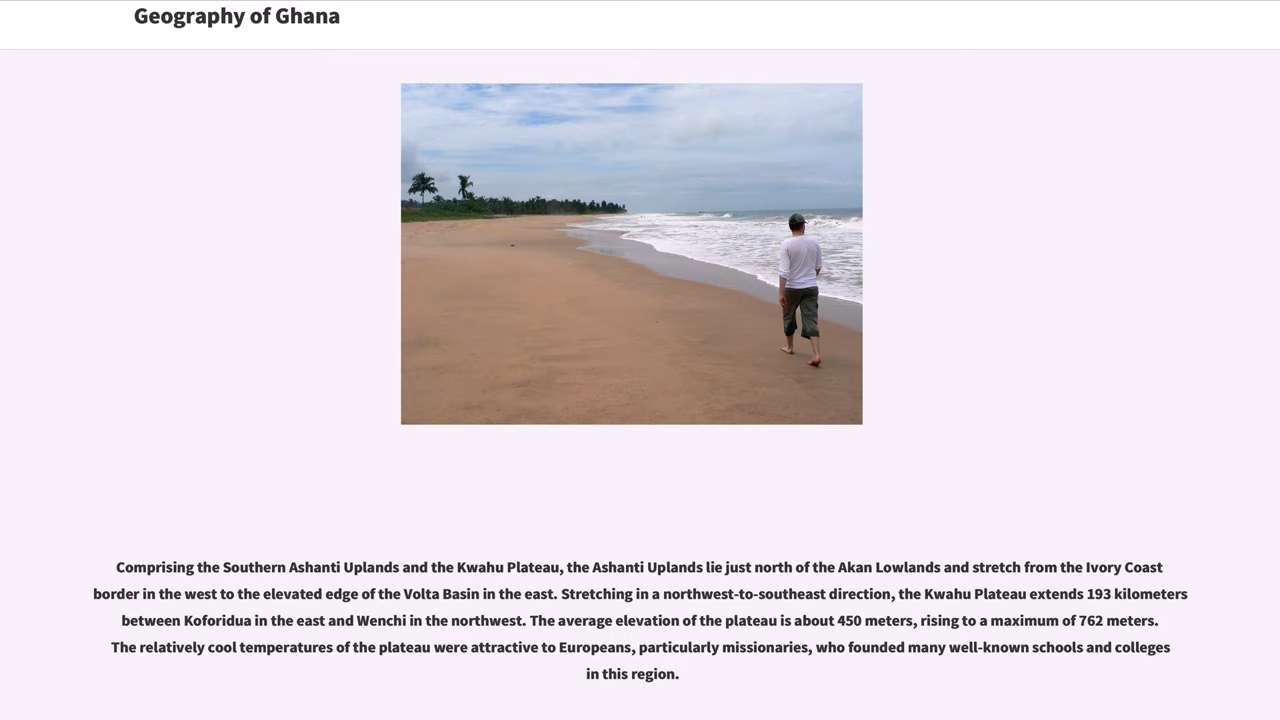 Geography of Ghana
Comprising the Southern Ashanti Uplands and the Kwahu Plateau, the Ashanti Uplands lie just north of the Akan Lowlands and stretch from the Ivory Coast
border in the west to the elevated edge of the Volta Basin in the east. Stretching in a northwest-to-southeast direction, the Kwahu Plateau extends 193 kilometers
between Koforidua in the east and Wenchi in the northwest. The average elevation of the plateau is about 450 meters, rising to a maximum of 762 meters.
The relatively cool temperatures of the plateau were attractive to Europeans, particularly missionaries, who founded many well-known schools and colleges
in this region.